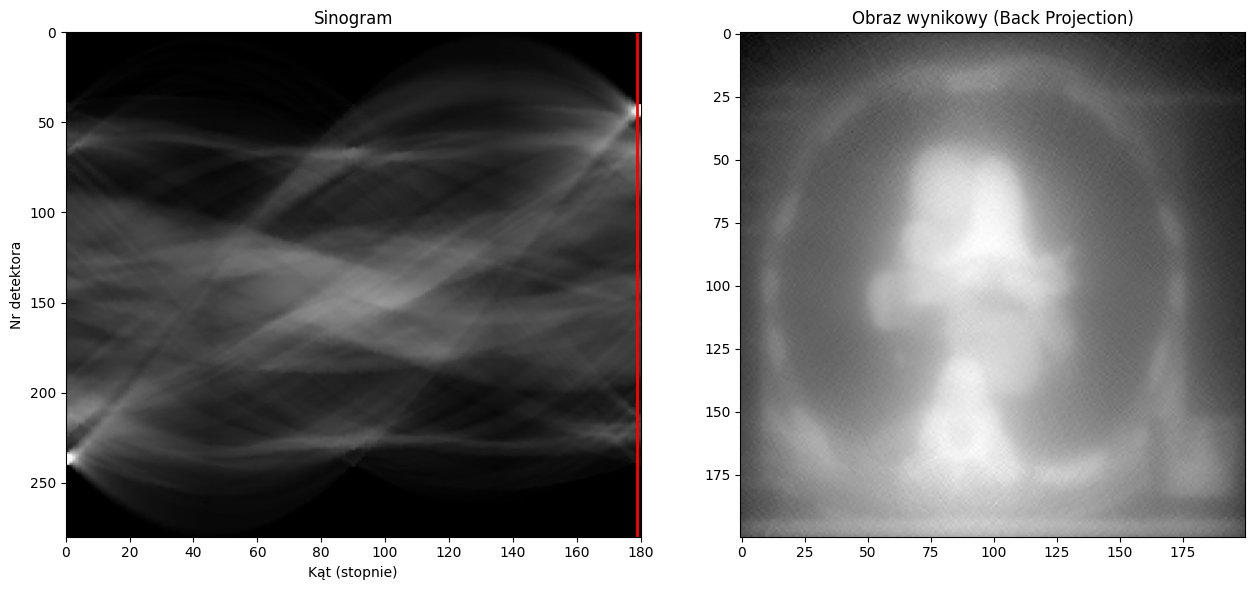 Sinogram
Obraz wynikowy (Back Projection)
0
50
100
150
200
250
Nr detektora
0 20 40 60 80 100 120 140 160 180
Kąt (stopnie)
0
25
50
75
100
125
150
175
0 25 50 75 100 125 150 175